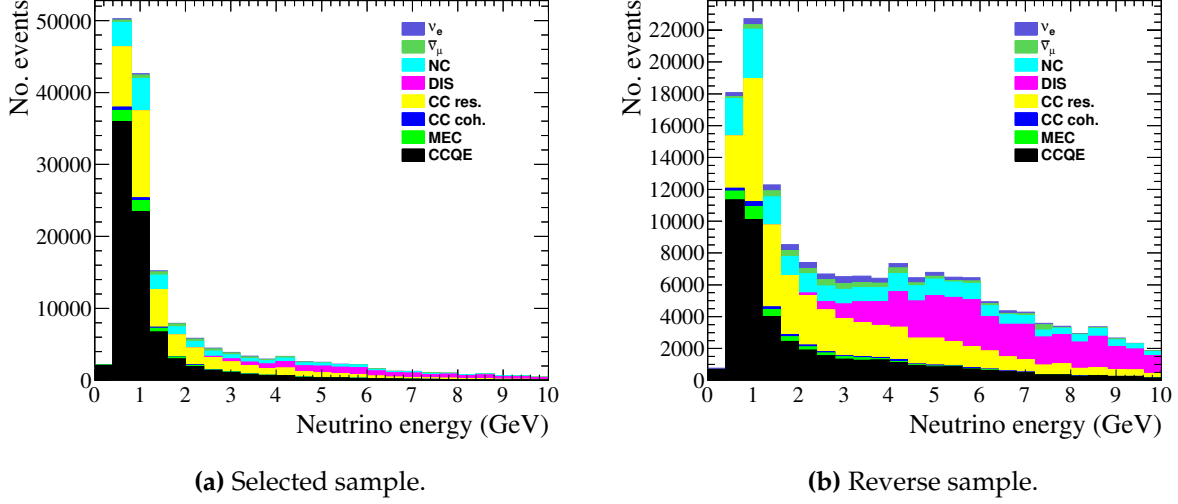 No. events
50000
40000
30000
20000
10000
0
0 1 2 3 4 5 6 7 8 9 10
Neutrino energy (GeV)
νe
ν̅μ
NC
DIS
CC res.
CC coh.
MEC
CCQE
(a) Selected sample.
No. events
22000
20000
18000
16000
14000
12000
10000
8000
6000
4000
2000
0
0 1 2 3 4 5 6 7 8 9 10
Neutrino energy (GeV)
νe
ν̅μ
NC
DIS
CC res.
CC coh.
MEC
CCQE
(b) Reverse sample.